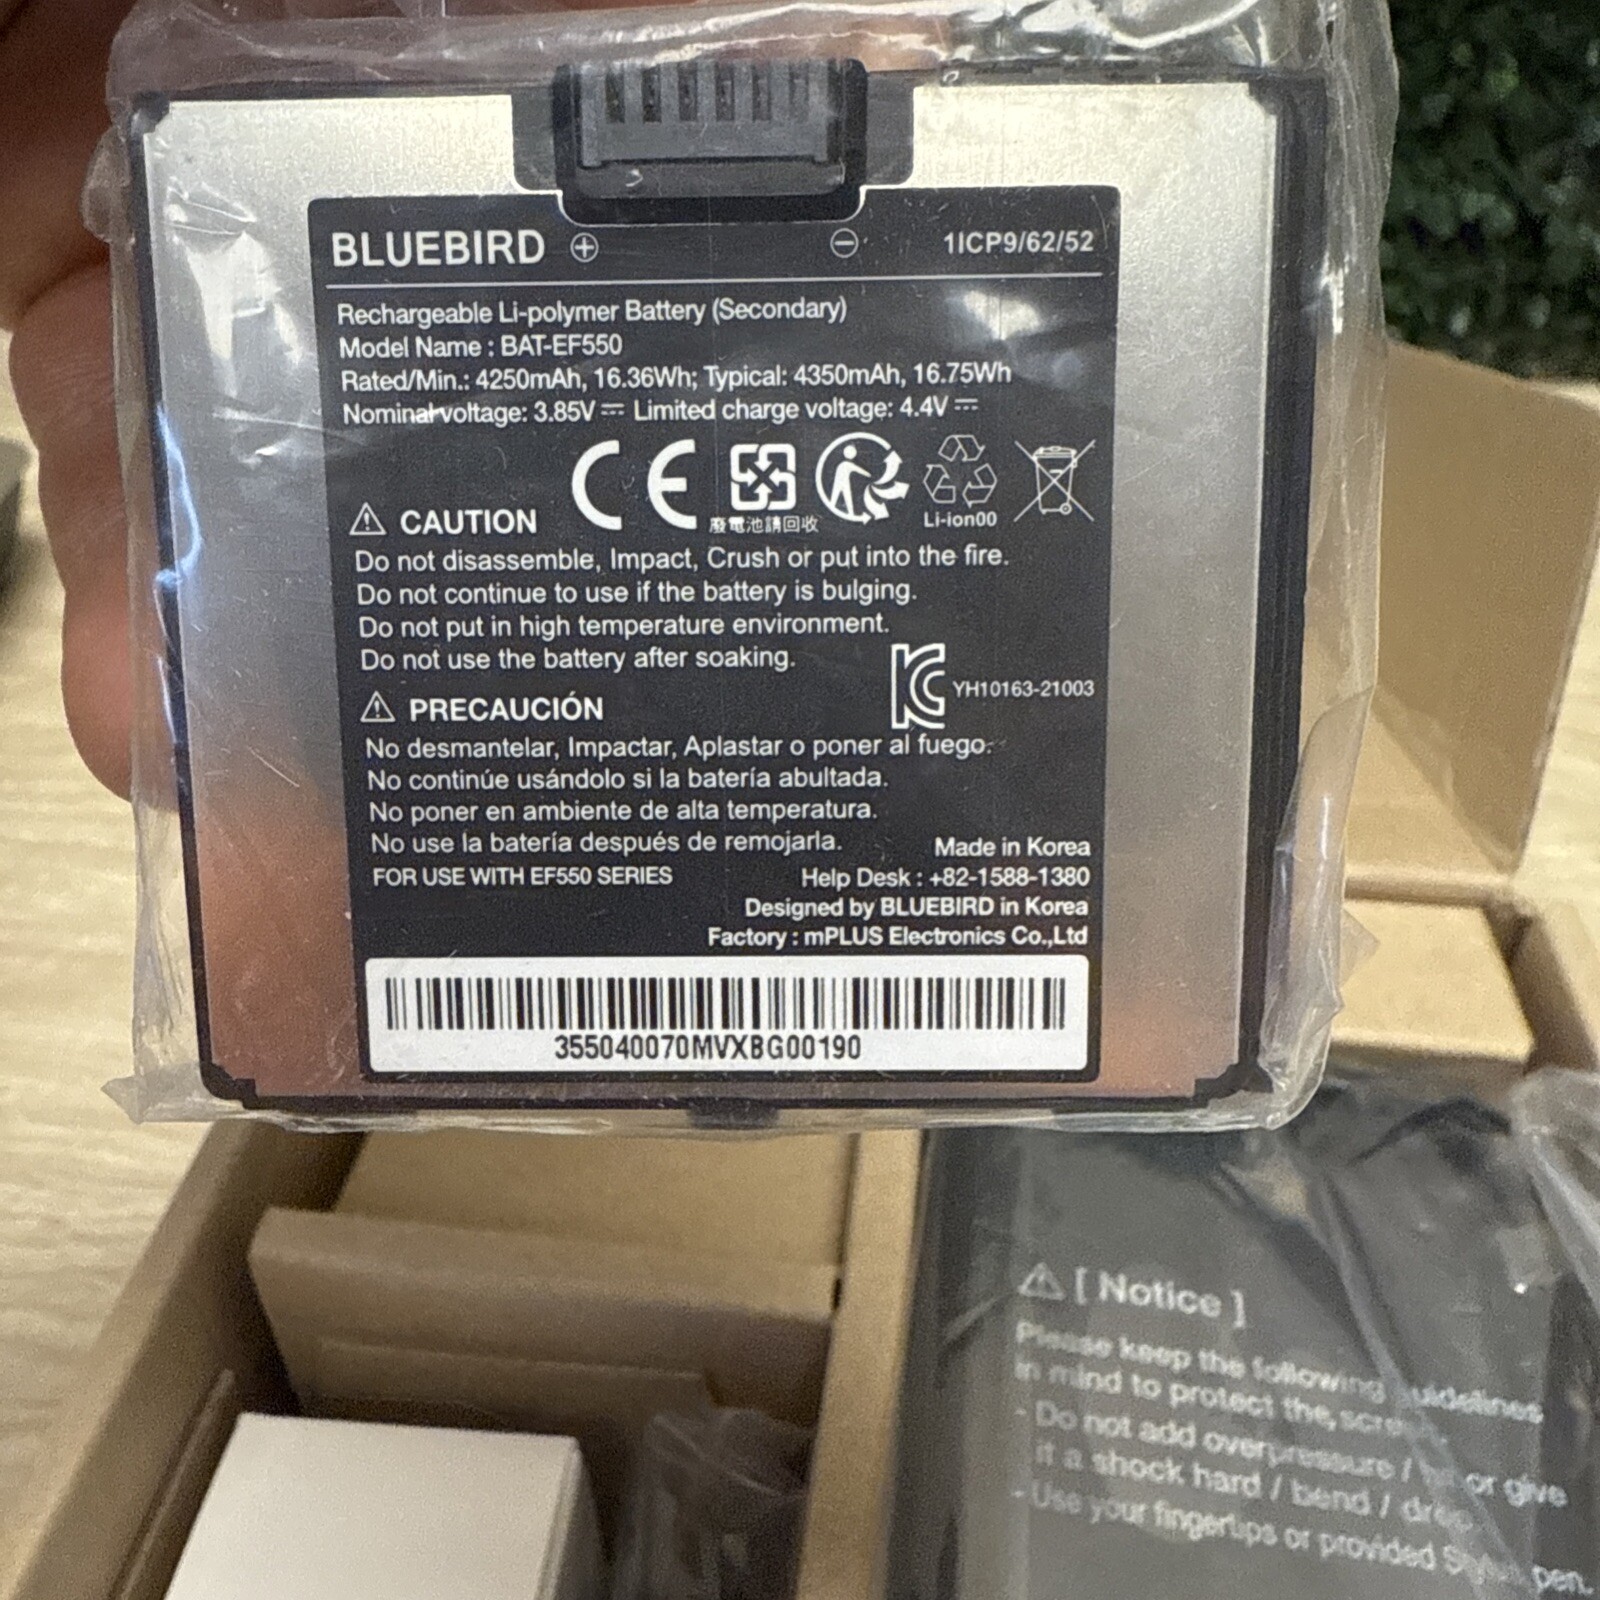 BLUEBIRD + − 1ICP9/62/52
Rechargeable Li-polymer Battery (Secondary)
Model Name : BAT-EF550
Rated/Min.: 4250mAh, 16.36Wh; Typical: 4350mAh, 16.75Wh
Nominal voltage: 3.85V ⎓ Limited charge voltage: 4.4V ⎓
CE
廢電池請回收
Li-ion00
⚠ CAUTION
Do not disassemble, Impact, Crush or put into the fire.
Do not continue to use if the battery is bulging.
Do not put in high temperature environment.
Do not use the battery after soaking.
YH10163-21003
⚠ PRECAUCIÓN
No desmantelar, Impactar, Aplastar o poner al fuego.
No continúe usándolo si la batería abultada.
No poner en ambiente de alta temperatura.
No use la batería después de remojarla.
Made in Korea
FOR USE WITH EF550 SERIES
Help Desk : +82-1588-1380
Designed by BLUEBIRD in Korea
Factory : mPLUS Electronics Co.,Ltd
355040070MVXBG00190
⚠ [ Notice ]
Please keep the following guidelines
in mind to protect the
- Do not add overpressure / or give
it a shock hard / bend / drop
- Use your fingertips or provided pen.